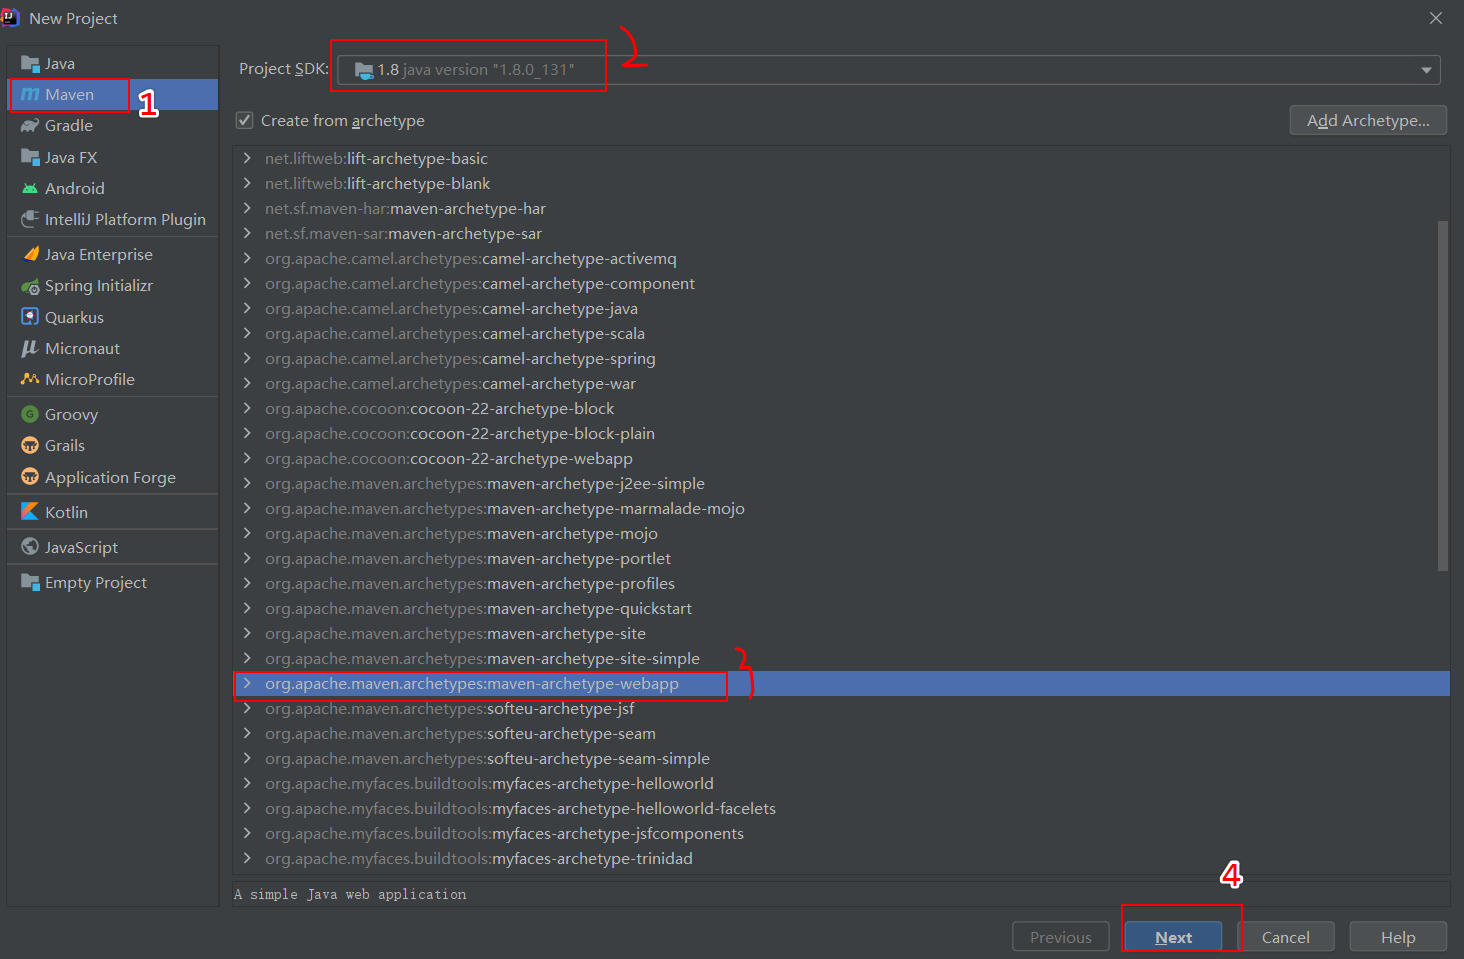 New Project
Java
Maven
1
Gradle
Java FX
Android
IntelliJ Platform Plugin
Java Enterprise
Spring Initializr
Quarkus
Micronaut
MicroProfile
Groovy
Grails
Application Forge
Kotlin
JavaScript
Empty Project
Project SDK: 1.8 java version "1.8.0_131"
2
Create from archetype
Add Archetype...
net.liftweb:lift-archetype-basic
net.liftweb:lift-archetype-blank
net.sf.maven-har:maven-archetype-har
net.sf.maven-sar:maven-archetype-sar
org.apache.camel.archetypes:camel-archetype-activemq
org.apache.camel.archetypes:camel-archetype-component
org.apache.camel.archetypes:camel-archetype-java
org.apache.camel.archetypes:camel-archetype-scala
org.apache.camel.archetypes:camel-archetype-spring
org.apache.camel.archetypes:camel-archetype-war
org.apache.cocoon:cocoon-22-archetype-block
org.apache.cocoon:cocoon-22-archetype-block-plain
org.apache.cocoon:cocoon-22-archetype-webapp
org.apache.maven.archetypes:maven-archetype-j2ee-simple
org.apache.maven.archetypes:maven-archetype-marmalade-mojo
org.apache.maven.archetypes:maven-archetype-mojo
org.apache.maven.archetypes:maven-archetype-portlet
org.apache.maven.archetypes:maven-archetype-profiles
org.apache.maven.archetypes:maven-archetype-quickstart
org.apache.maven.archetypes:maven-archetype-site
org.apache.maven.archetypes:maven-archetype-site-simple
3
org.apache.maven.archetypes:maven-archetype-webapp
org.apache.maven.archetypes:softeu-archetype-jsf
org.apache.maven.archetypes:softeu-archetype-seam
org.apache.maven.archetypes:softeu-archetype-seam-simple
org.apache.myfaces.buildtools:myfaces-archetype-helloworld
org.apache.myfaces.buildtools:myfaces-archetype-helloworld-facelets
org.apache.myfaces.buildtools:myfaces-archetype-jsfcomponents
org.apache.myfaces.buildtools:myfaces-archetype-trinidad
A simple Java web application
4
Previous
Next
Cancel
Help